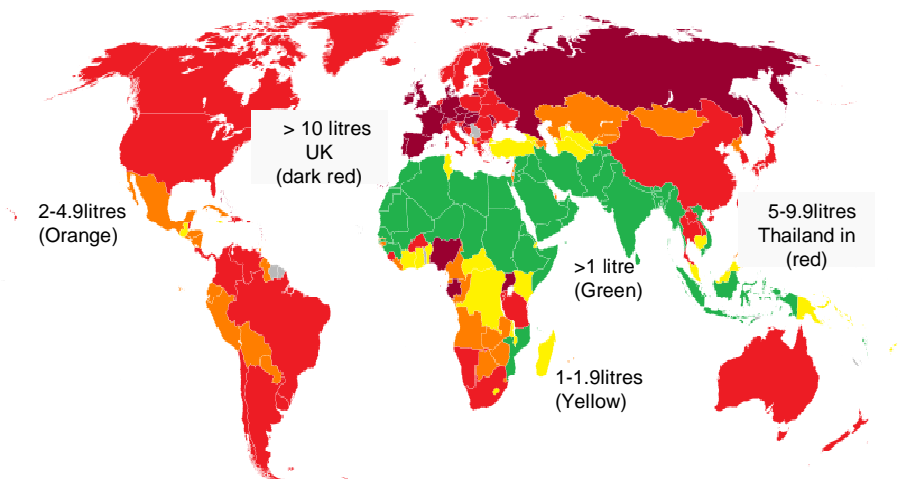 > 10 litres
UK
(dark red)
2-4.9litres
(Orange)
5-9.9litres
Thailand in
(red)
>1 litre
(Green)
1-1.9litres
(Yellow)